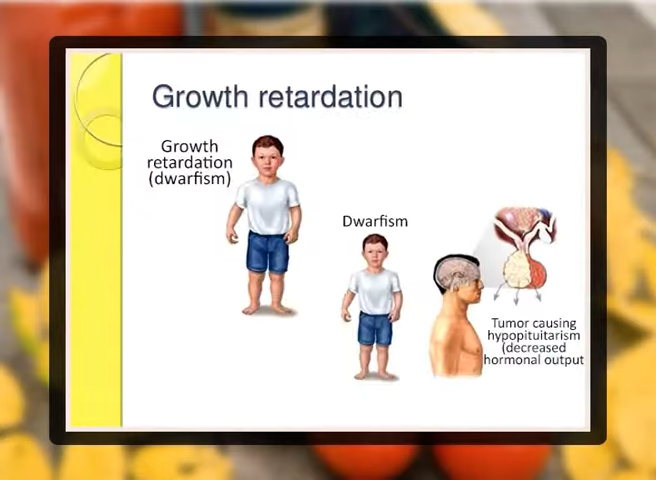 Growth retardation
Growth
retardation
(dwarfism)
Dwarfism
Tumor causing
hypopituitarism
(decreased
hormonal output